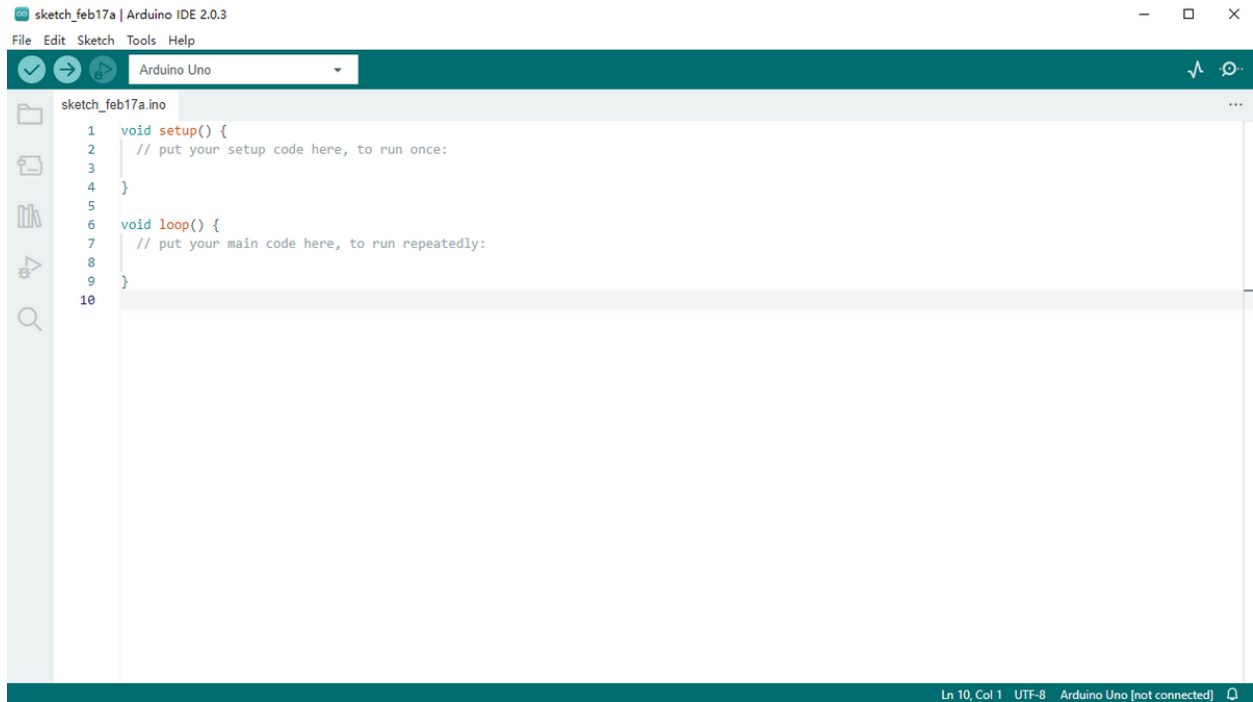 sketch_feb17a | Arduino IDE 2.0.3
File Edit Sketch Tools Help
Arduino Uno
sketch_feb17a.ino
1 void setup() {
2 // put your setup code here, to run once:
3
4 }
5
6 void loop() {
7 // put your main code here, to run repeatedly:
8
9 }
10
Ln 10, Col 1 UTF-8 Arduino Uno [not connected]